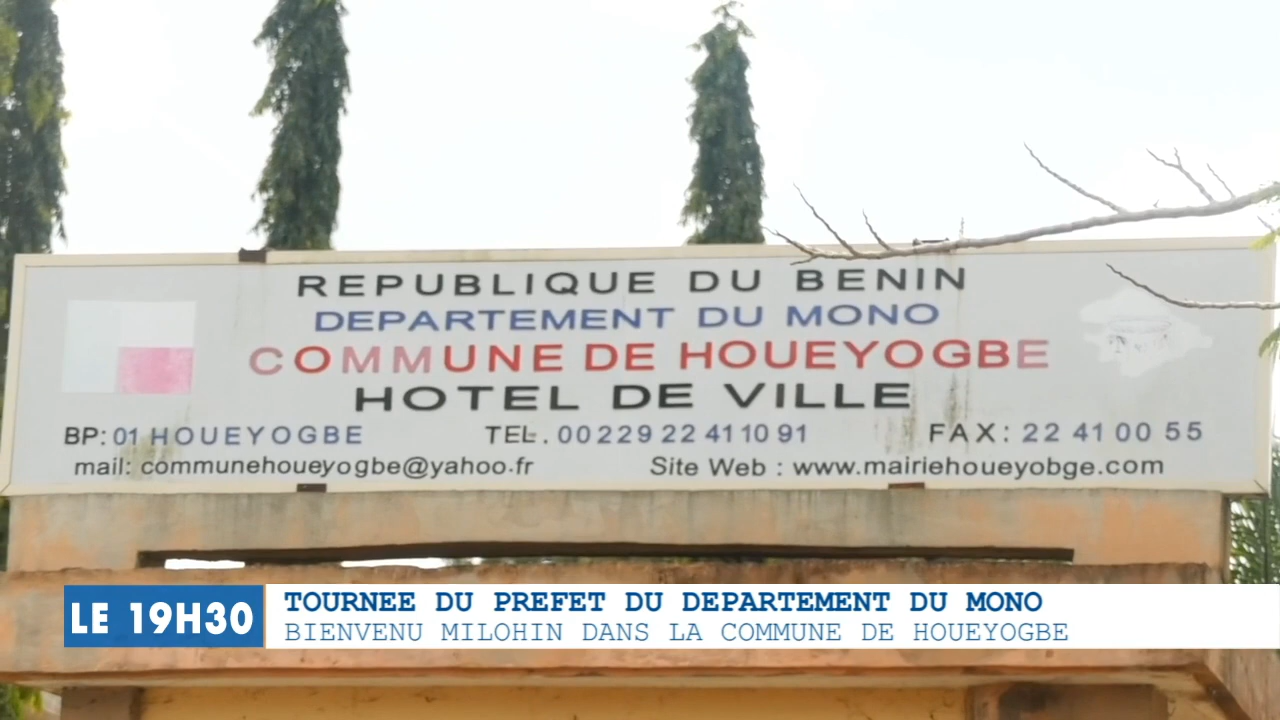 REPUBLIQUE DU BENIN
DEPARTEMENT DU MONO
COMMUNE DE HOUEYOGBE
HOTEL DE VILLE
BP: 01 HOUEYOGBE TEL. 00229 22 41 10 91 FAX: 22 41 00 55
mail: communehoueyogbe@yahoo.fr Site Web : www.mairiehoueyobge.com
LE 19H30
TOURNEE DU PREFET DU DEPARTEMENT DU MONO
BIENVENU MILOHIN DANS LA COMMUNE DE HOUEYOGBE